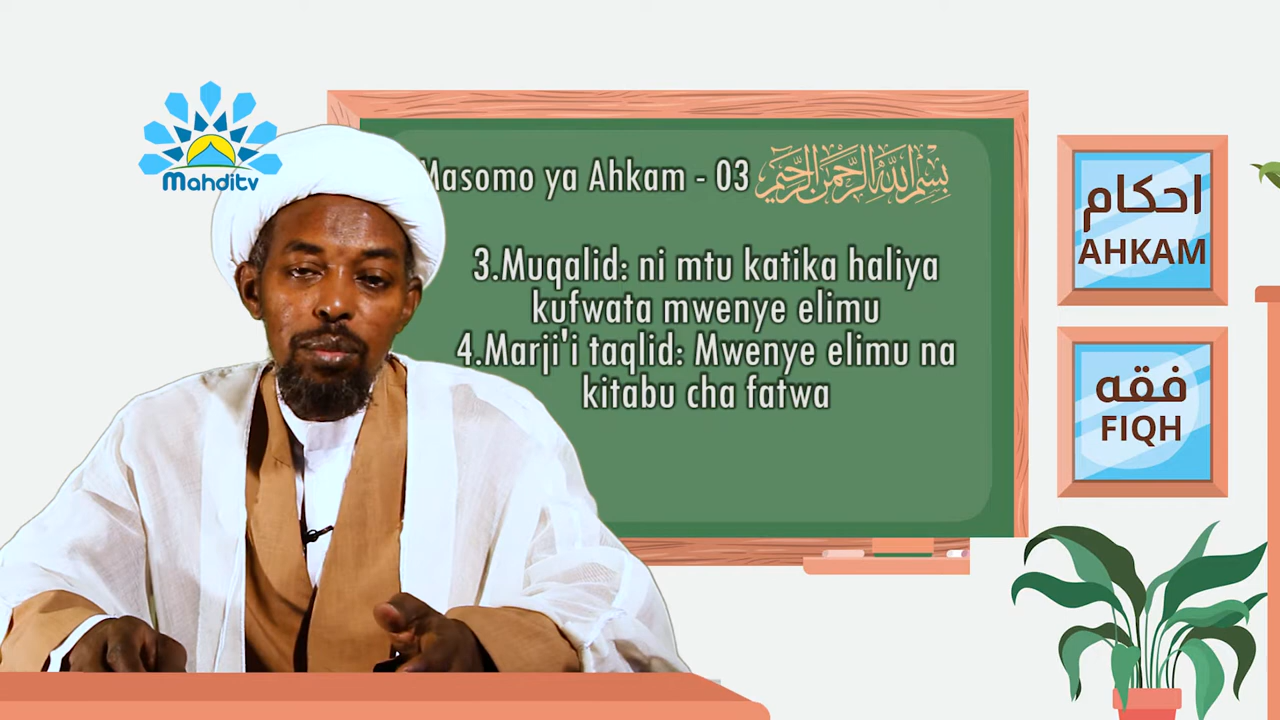 Mahditv
Masomo ya Ahkam - 03
بسم الله الرحمن الرحيم
3.Muqalid: ni mtu katika haliya
kufwata mwenye elimu
4.Marji'i taqlid: Mwenye elimu na
kitabu cha fatwa
احكام
AHKAM
فقه
FIQH